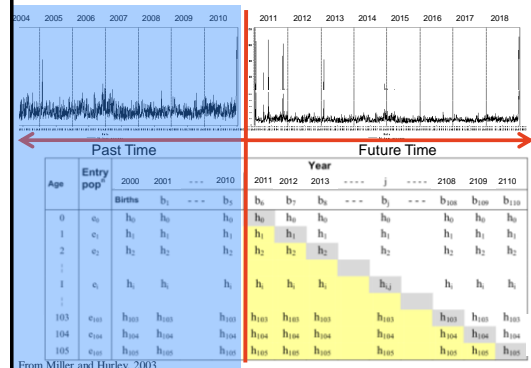 2004 2005 2006 2007 2008 2009 2010 2011 2012 2013 2014 2015 2016 2017 2018
Past Time Future Time
Year
Age Entry popⁿ 2000 2001 - - - - 2010 2011 2012 2013 - - - - j - - - - 2108 2109 2110
Births b₁ - - - b₅ b₆ b₇ b₈ - - - bⱼ - - - b₁₀₈ b₁₀₉ b₁₁₀
0 e₀ h₀ h₀ h₀ h₀ h₀ h₀ h₀ h₀ h₀ h₀
1 e₁ h₁ h₁ h₁ h₁ h₁ h₁ h₁ h₁ h₁ h₁
2 e₂ h₂ h₂ h₂ h₂ h₂ h₂ h₂ h₂ h₂ h₂
1 eᵢ hᵢ hᵢ hᵢ hᵢ hᵢ hᵢ hᵢ,ⱼ hᵢ hᵢ hᵢ
103 e₁₀₃ h₁₀₃ h₁₀₃ h₁₀₃ h₁₀₃ h₁₀₃ h₁₀₃ h₁₀₃ h₁₀₃ h₁₀₃ h₁₀₃
104 e₁₀₄ h₁₀₄ h₁₀₄ h₁₀₄ h₁₀₄ h₁₀₄ h₁₀₄ h₁₀₄ h₁₀₄ h₁₀₄ h₁₀₄
105 e₁₀₅ h₁₀₅ h₁₀₅ h₁₀₅ h₁₀₅ h₁₀₅ h₁₀₅ h₁₀₅ h₁₀₅ h₁₀₅ h₁₀₅
From Miller and Hurley, 2003